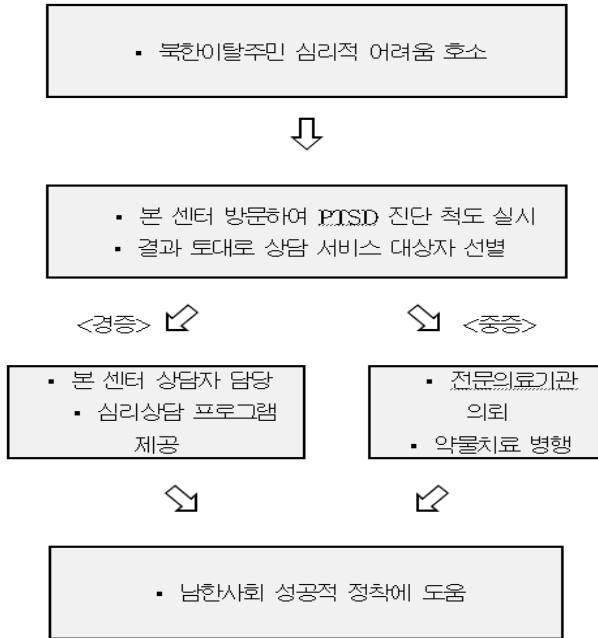 ▪ 북한이탈주민 심리적 어려움 호소
▪ 본 센터 방문하여 PTSD 진단 척도 실시
▪ 결과 토대로 상담 서비스 대상자 선별
<경증>
<중증>
▪ 본 센터 상담자 담당
▪ 심리상담 프로그램
제공
▪ 전문의료기관
의뢰
▪ 약물치료 병행
▪ 남한사회 성공적 정착에 도움